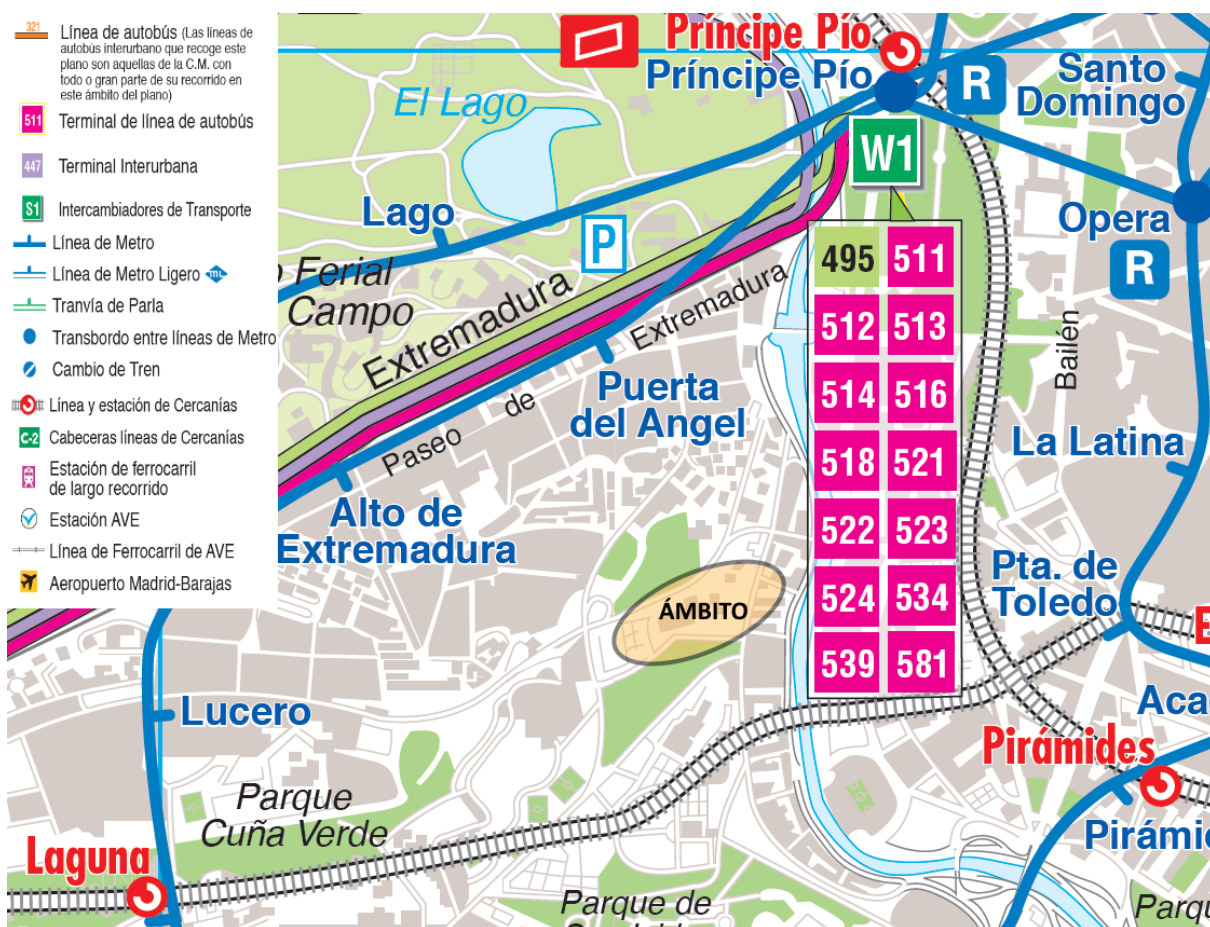 321
Línea de autobús (Las líneas de
autobús interurbano que recoge este
plano son aquellas de la C.M. con
todo o gran parte de su recorrido en
este ámbito del plano)
511
Terminal de línea de autobús
447
Terminal Interurbana
S1
Intercambiadores de Transporte
Línea de Metro
Línea de Metro Ligero
ML
Tranvía de Parla
Transbordo entre líneas de Metro
Cambio de Tren
Línea y estación de Cercanías
C-2
Cabeceras líneas de Cercanías
Estación de ferrocarril
de largo recorrido
Estación AVE
Línea de Ferrocarril de AVE
Aeropuerto Madrid-Barajas
Príncipe Pío
Príncipe Pío
R
Santo
Domingo
El Lago
W1
Lago
P
Opera
R
o Ferial
Campo
Extremadura
Paseo de Extremadura
495 511
512 513
514 516
518 521
522 523
524 534
539 581
Bailén
Puerta
del Angel
La Latina
Alto de
Extremadura
Pta. de
Toledo
ÁMBITO
E
Lucero
Aca
Pirámides
Pirámi
Parque
Cuña Verde
Laguna
Parque de
Parqu